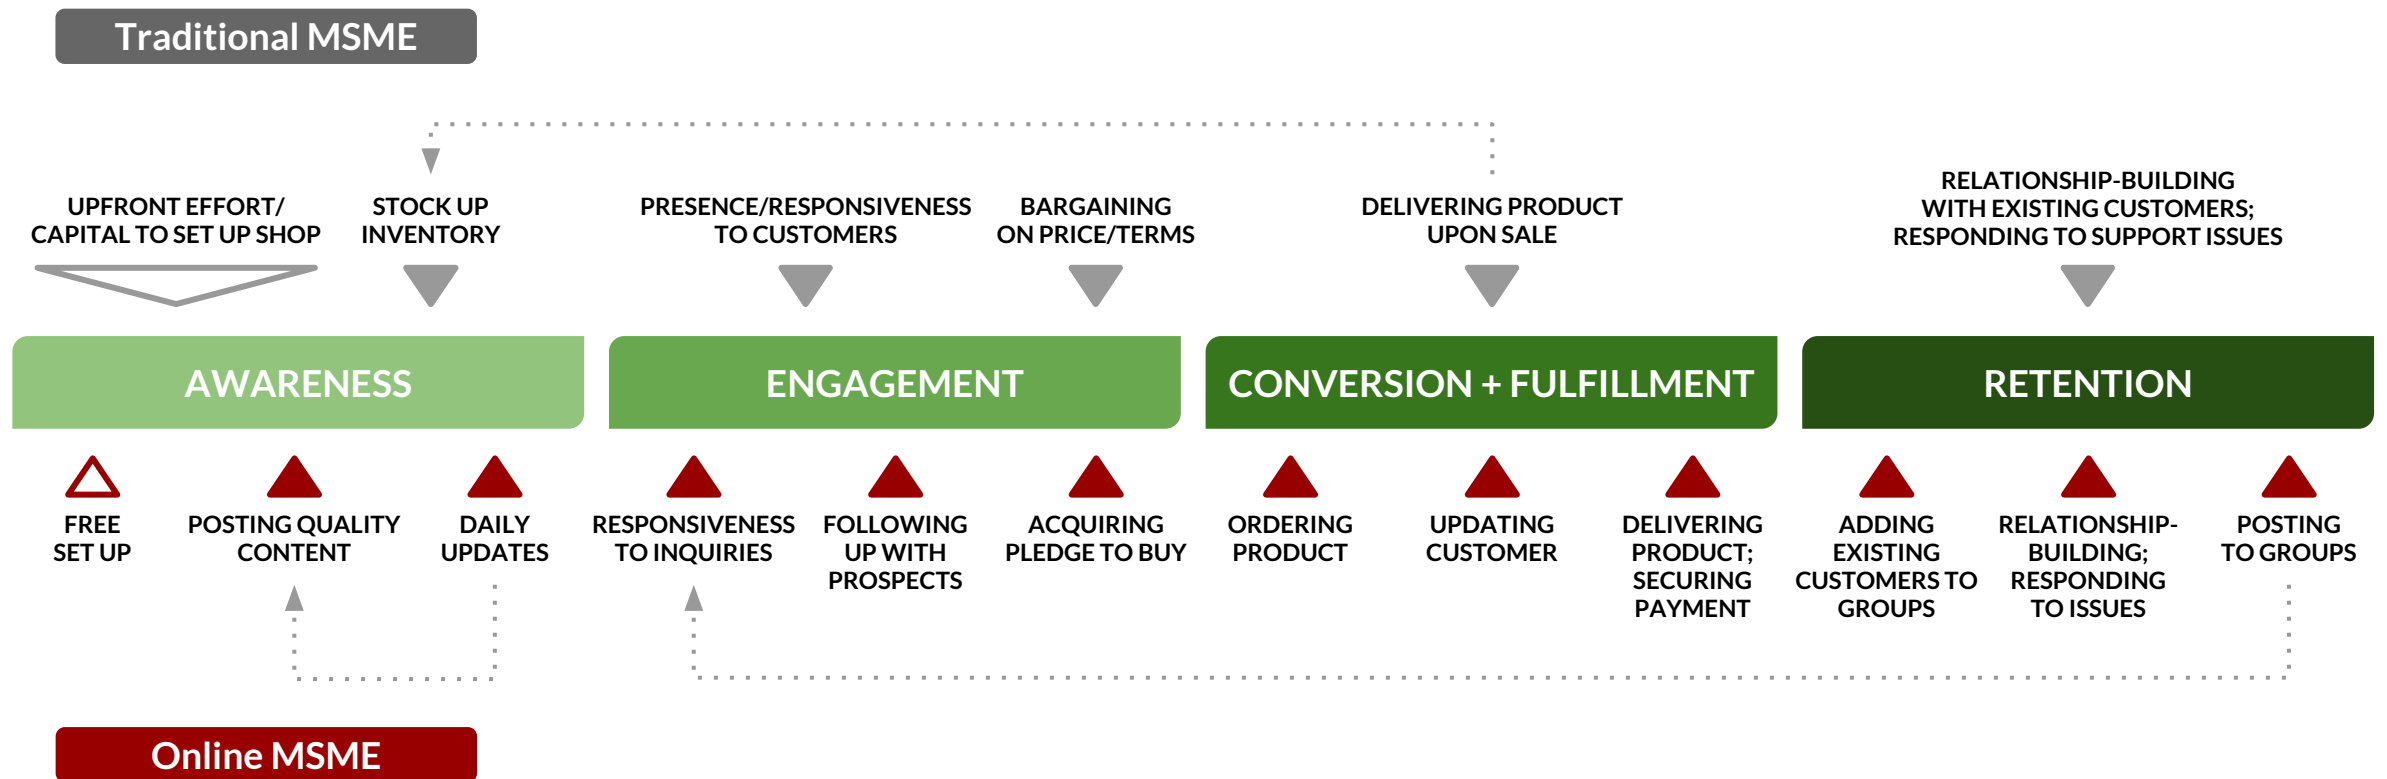 Traditional MSME
UPFRONT EFFORT/
CAPITAL TO SET UP SHOP
STOCK UP
INVENTORY
PRESENCE/RESPONSIVENESS
TO CUSTOMERS
BARGAINING
ON PRICE/TERMS
DELIVERING PRODUCT
UPON SALE
RELATIONSHIP-BUILDING
WITH EXISTING CUSTOMERS;
RESPONDING TO SUPPORT ISSUES
AWARENESS
ENGAGEMENT
CONVERSION + FULFILLMENT
RETENTION
FREE
SET UP
POSTING QUALITY
CONTENT
DAILY
UPDATES
RESPONSIVENESS
TO INQUIRIES
FOLLOWING
UP WITH
PROSPECTS
ACQUIRING
PLEDGE TO BUY
ORDERING
PRODUCT
UPDATING
CUSTOMER
DELIVERING
PRODUCT;
SECURING
PAYMENT
ADDING
EXISTING
CUSTOMERS TO
GROUPS
RELATIONSHIP-
BUILDING;
RESPONDING
TO ISSUES
POSTING
TO GROUPS
Online MSME